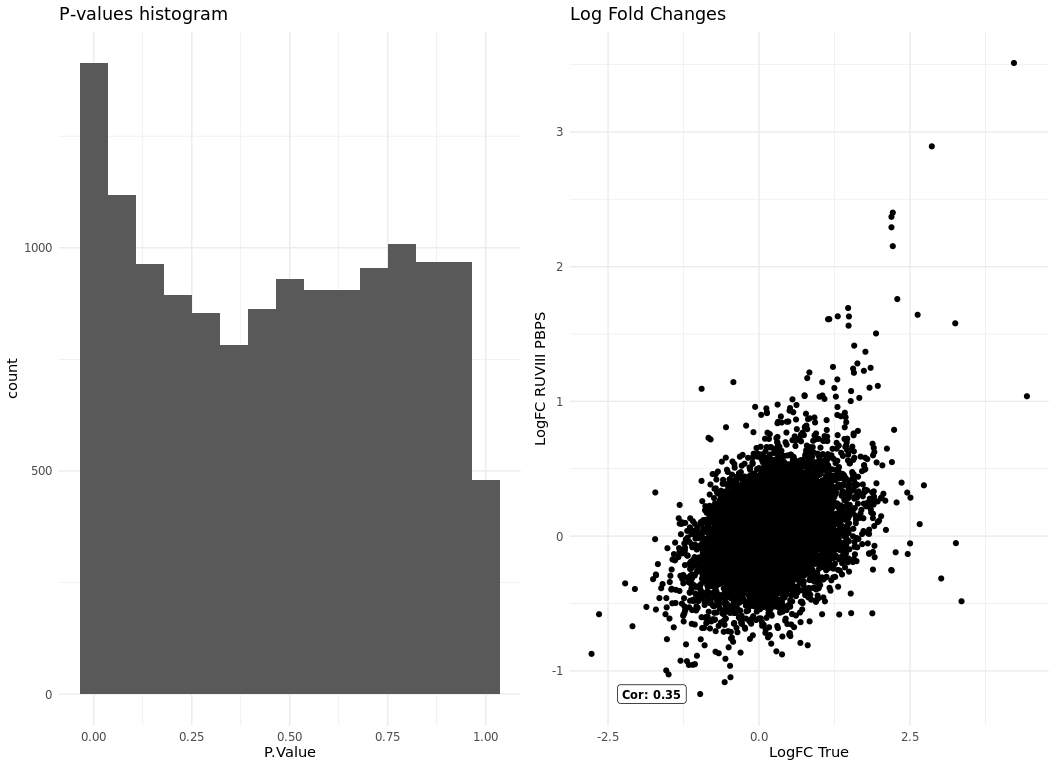 P-values histogram
count
1000
500
0
0.00
0.25
0.50
0.75
1.00
P.Value
Log Fold Changes
LogFC RUVIII PBPS
3
2
1
0
-1
Cor: 0.35
-2.5
0.0
2.5
LogFC True